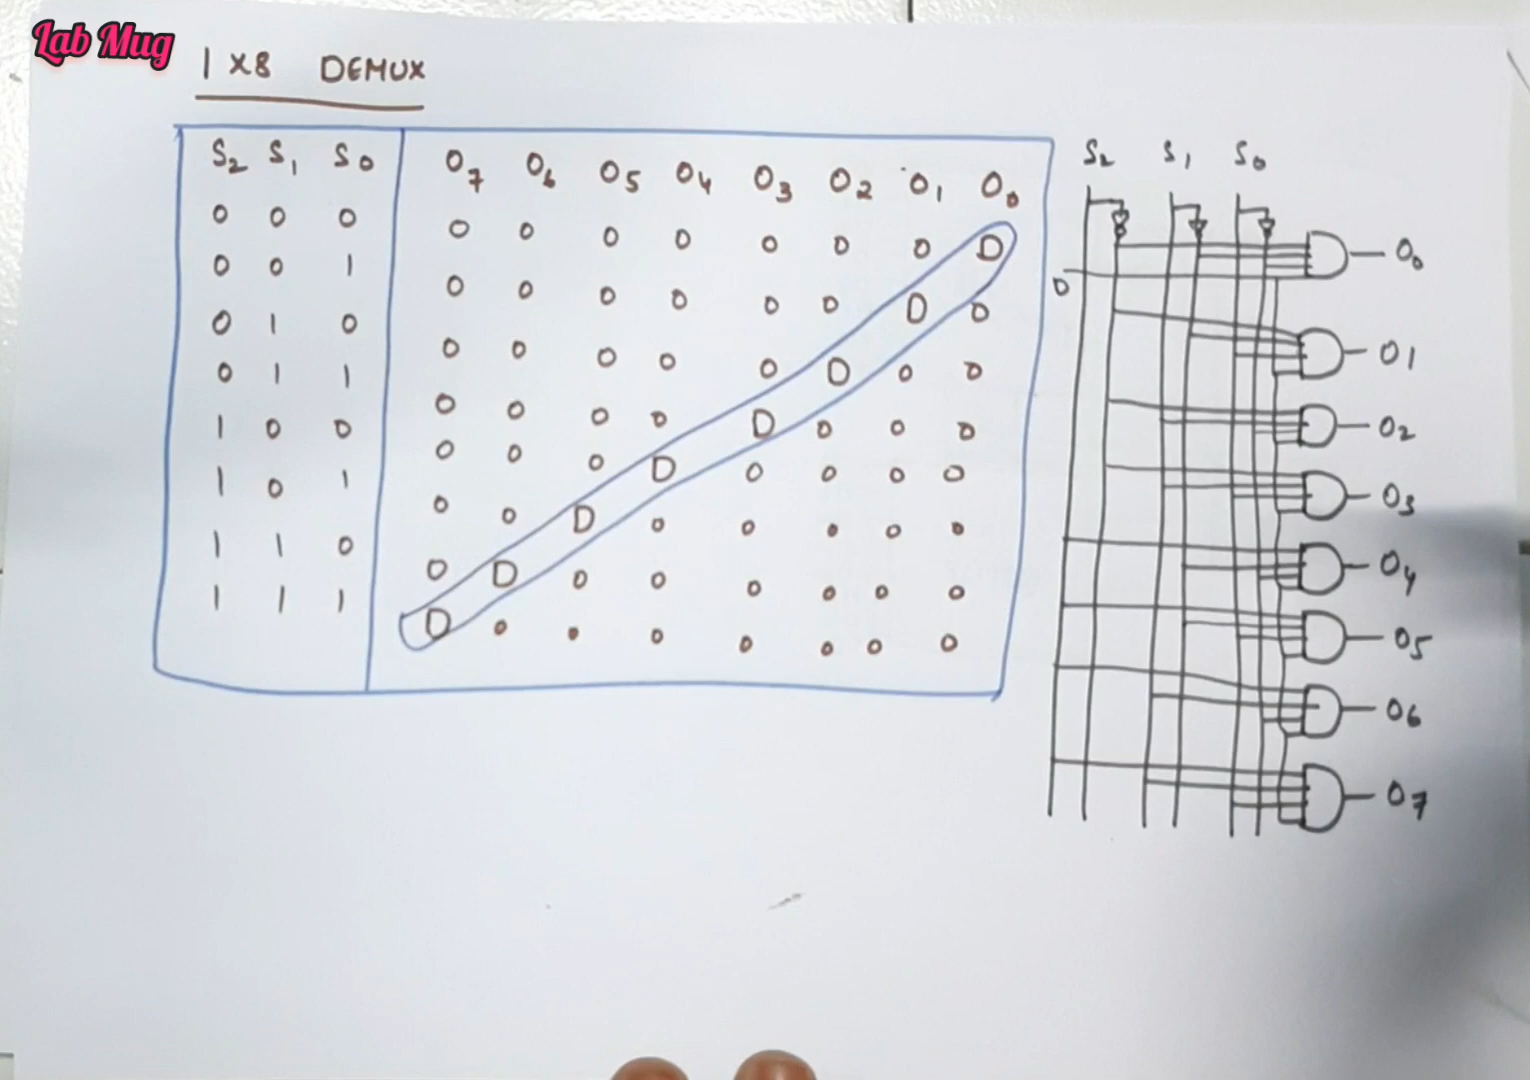 Lab Mug
1 X 8 DEMUX
S2 S1 S0 O7 O6 O5 O4 O3 O2 O1 O0
0 0 0 0 0 0 0 0 0 0 D
0 0 1 0 0 0 0 0 0 D 0
0 1 0 0 0 0 0 0 D 0 0
0 1 1 0 0 0 0 D 0 0 0
1 0 0 0 0 0 D 0 0 0 0
1 0 1 0 0 D 0 0 0 0 0
1 1 0 0 D 0 0 0 0 0 0
1 1 1 D 0 0 0 0 0 0 0
S2 S1 S0
D
O0
O1
O2
O3
O4
O5
O6
O7